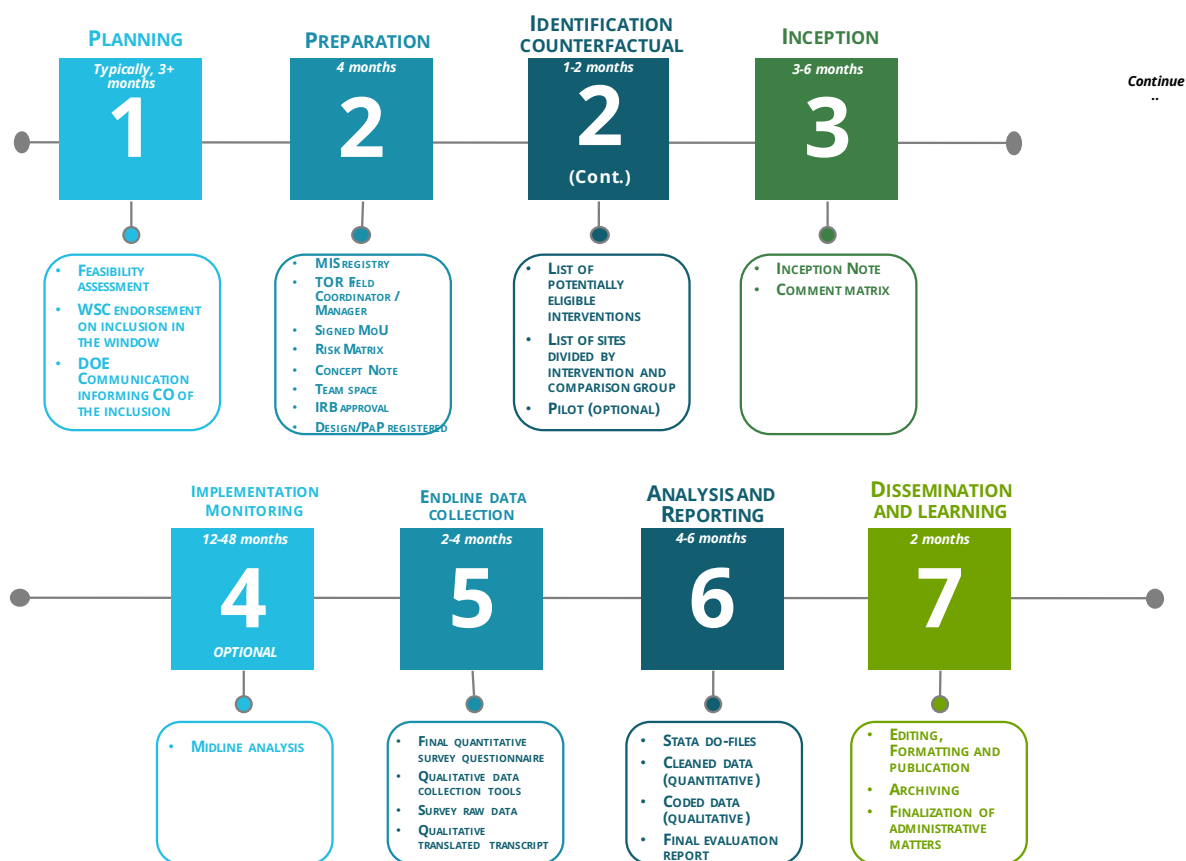 PLANNING
Typically, 3+
months
1
FEASIBILITY
ASSESSMENT
WSC ENDORSEMENT
ON INCLUSION IN
THE WINDOW
DOE
COMMUNICATION
INFORMING CO OF
THE INCLUSION
PREPARATION
4 months
2
MIS REGISTRY
TOR FIELD
COORDINATOR /
MANAGER
SIGNED MOU
RISK MATRIX
CONCEPT NOTE
TEAM SPACE
IRB APPROVAL
DESIGN/PAP REGISTERED
IDENTIFICATION
COUNTERFACTUAL
1-2 months
2
(Cont.)
LIST OF
POTENTIALLY
ELIGIBLE
INTERVENTIONS
LIST OF SITES
DIVIDED BY
INTERVENTION AND
COMPARISON GROUP
PILOT (OPTIONAL)
INCEPTION
3-6 months
3
INCEPTION NOTE
COMMENT MATRIX
Continue
..
IMPLEMENTATION
MONITORING
12-48 months
4
OPTIONAL
MIDLINE ANALYSIS
ENDLINE DATA
COLLECTION
2-4 months
5
FINAL QUANTITATIVE
SURVEY QUESTIONNAIRE
QUALITATIVE DATA
COLLECTION TOOLS
SURVEY RAW DATA
QUALITATIVE
TRANSLATED TRANSCRIPT
ANALYSIS AND
REPORTING
4-6 months
6
STATA DO-FILES
CLEANED DATA
(QUANTITATIVE)
CODED DATA
(QUALITATIVE)
FINAL EVALUATION
REPORT
DISSEMINATION
AND LEARNING
2 months
7
EDITING,
FORMATTING AND
PUBLICATION
ARCHIVING
FINALIZATION OF
ADMINISTRATIVE
MATTERS